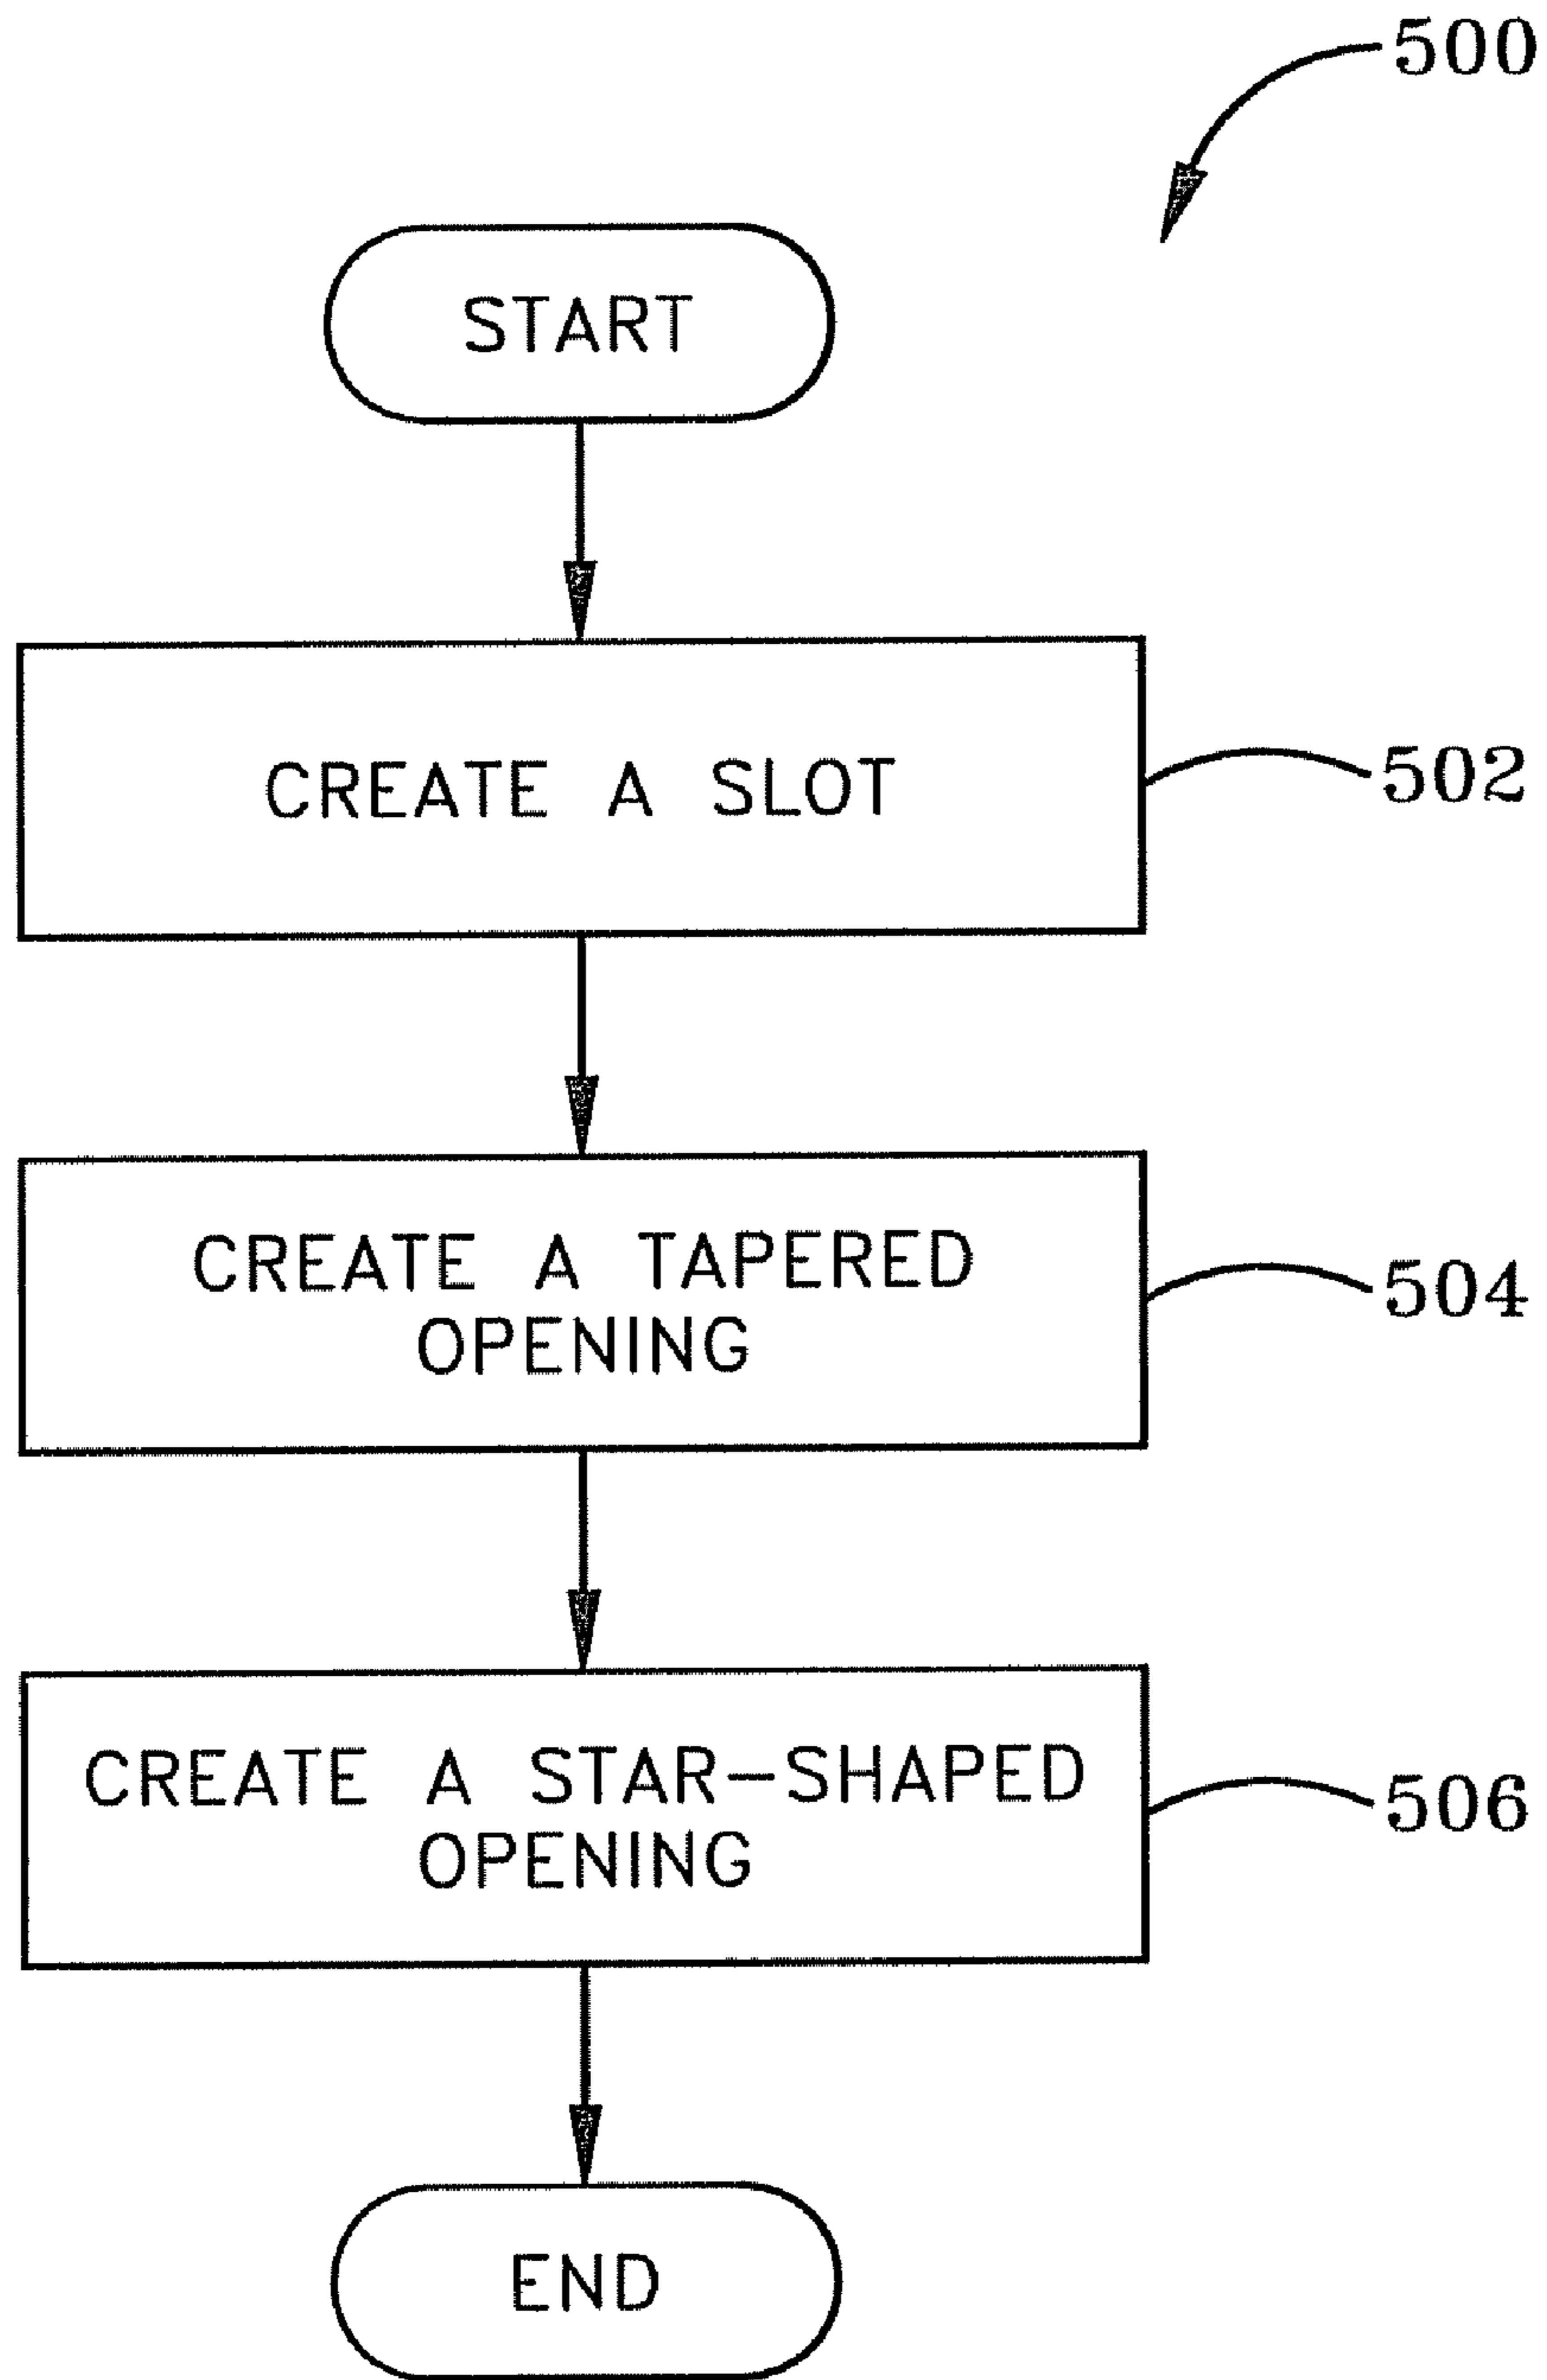 500
START
CREATE A SLOT
502
CREATE A TAPERED
OPENING
504
CREATE A STAR-SHAPED
OPENING
506
END